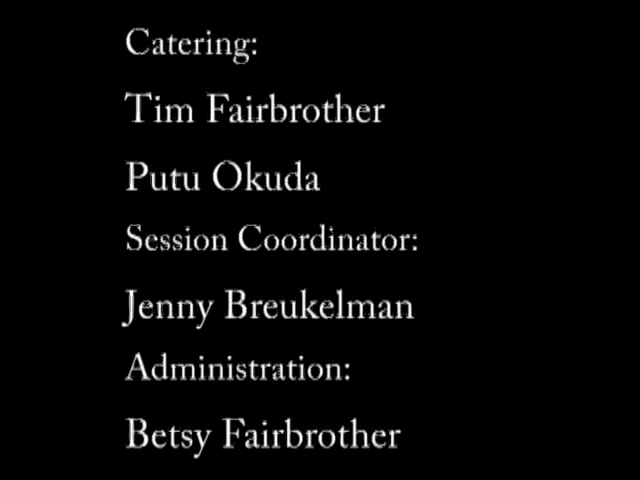 Catering:
Tim Fairbrother
Putu Okuda
Session Coordinator:
Jenny Breukelman
Administration:
Betsy Fairbrother